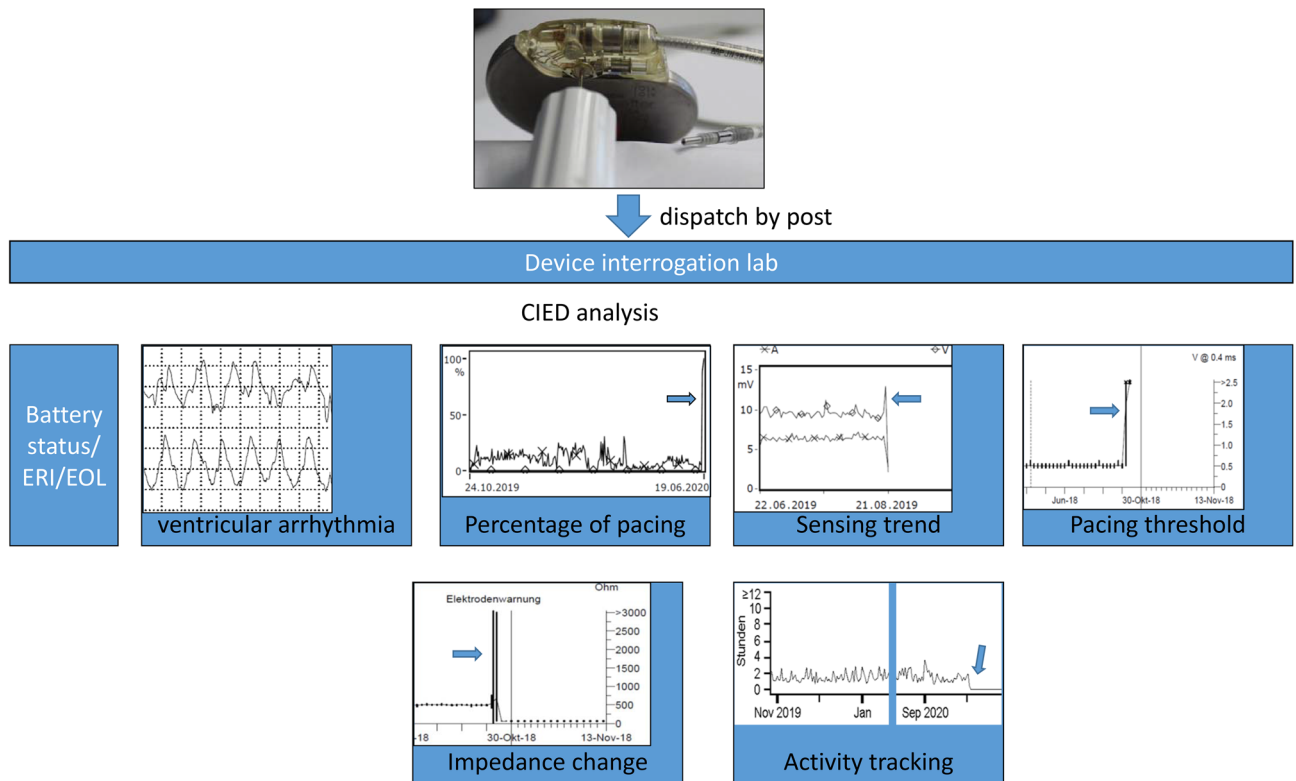 dispatch by post
Device interrogation lab
CIED analysis
Battery
status/
ERI/EOL
ventricular arrhythmia
100
%
50
0
24.10.2019 19.06.2020
Percentage of pacing
A V
15
mV
10
5
0
22.06.2019 21.08.2019
Sensing trend
V @ 0.4 ms
>2.5
2.0
1.8
1.5
1.0
0.5
0
Jun-18 30-Okt-18 13-Nov-18
Pacing threshold
Ohm
Elektrodenwarnung
>3000
2500
2000
1500
1000
500
0
-18 30-Okt-18 13-Nov-18
Impedance change
≥12
10
8
6
4
2
0
Stunden
Nov 2019 Jan Sep 2020
Activity tracking